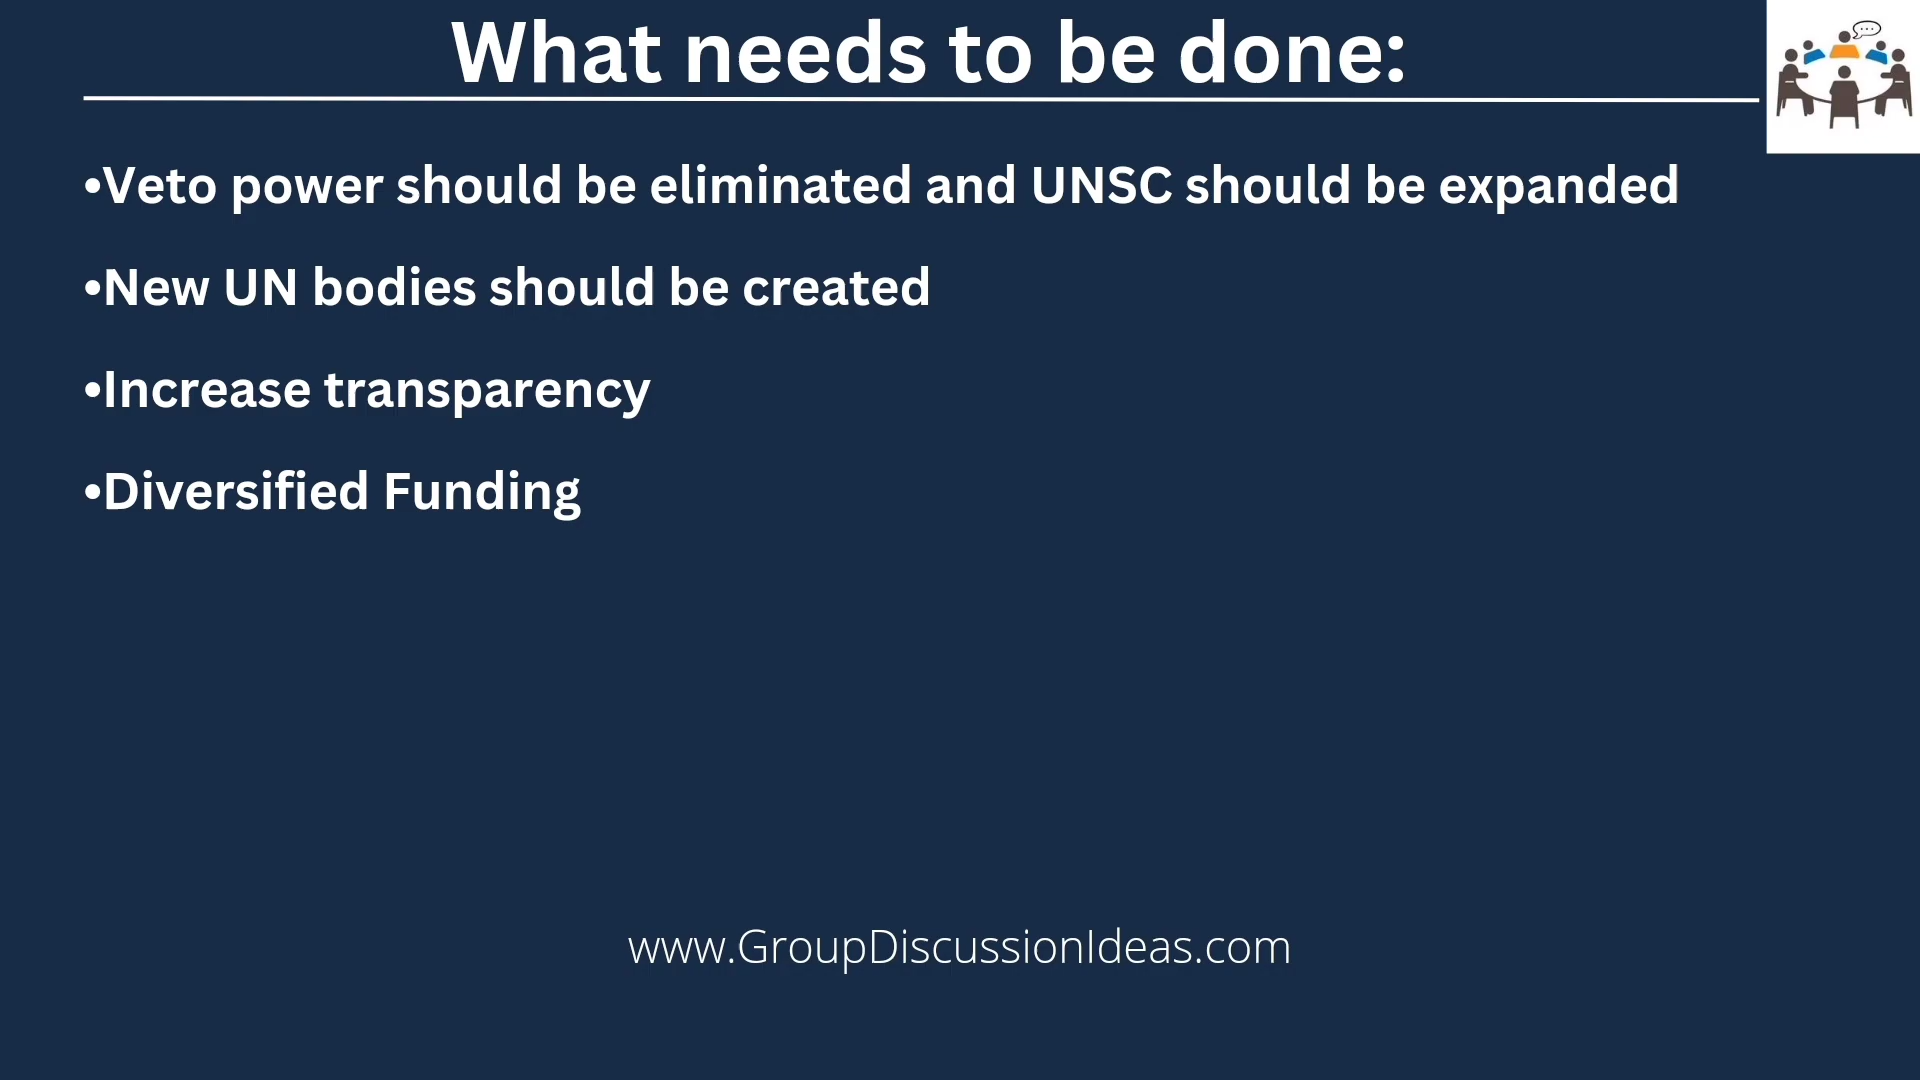 What needs to be done:
•Veto power should be eliminated and UNSC should be expanded
•New UN bodies should be created
•Increase transparency
•Diversified Funding
www.GroupDiscussionIdeas.com